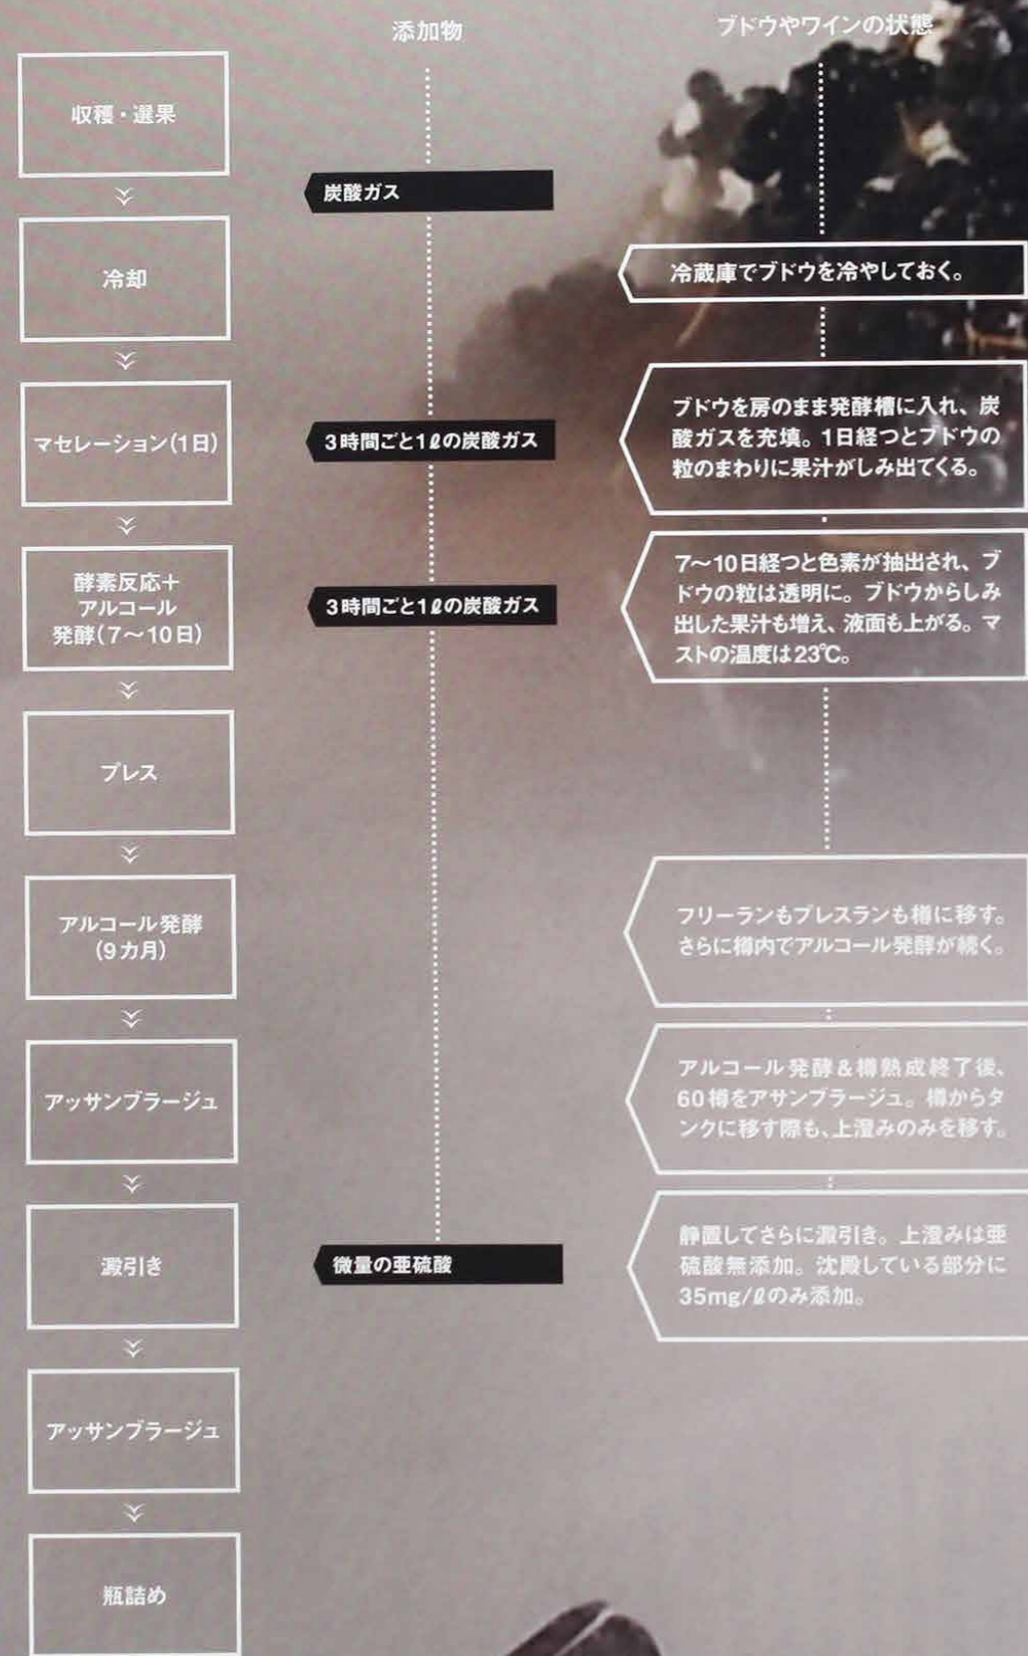 添加物
ブドウやワインの状態
収穫・選果
炭酸ガス
冷却
冷蔵庫でブドウを冷やしておく。
マセレーション(1日)
3時間ごと1ℓの炭酸ガス
ブドウを房のまま発酵槽に入れ、炭
酸ガスを充填。1日経つとブドウの
粒のまわりに果汁がしみ出てくる。
酵素反応＋
アルコール
発酵(7〜10日)
3時間ごと1ℓの炭酸ガス
7〜10日経つと色素が抽出され、ブ
ドウの粒は透明に。ブドウからしみ
出した果汁も増え、液面も上がる。マ
ストの温度は23℃。
プレス
アルコール発酵
(9カ月)
フリーランもプレスランも樽に移す。
さらに樽内でアルコール発酵が続く。
アッサンブラージュ
アルコール発酵&樽熟成終了後、
60樽をアサンブラージュ。樽からタ
ンクに移す際も、上澄みのみを移す。
澱引き
微量の亜硫酸
静置してさらに澱引き。上澄みは亜
硫酸無添加。沈殿している部分に
35mg/ℓのみ添加。
アッサンブラージュ
瓶詰め